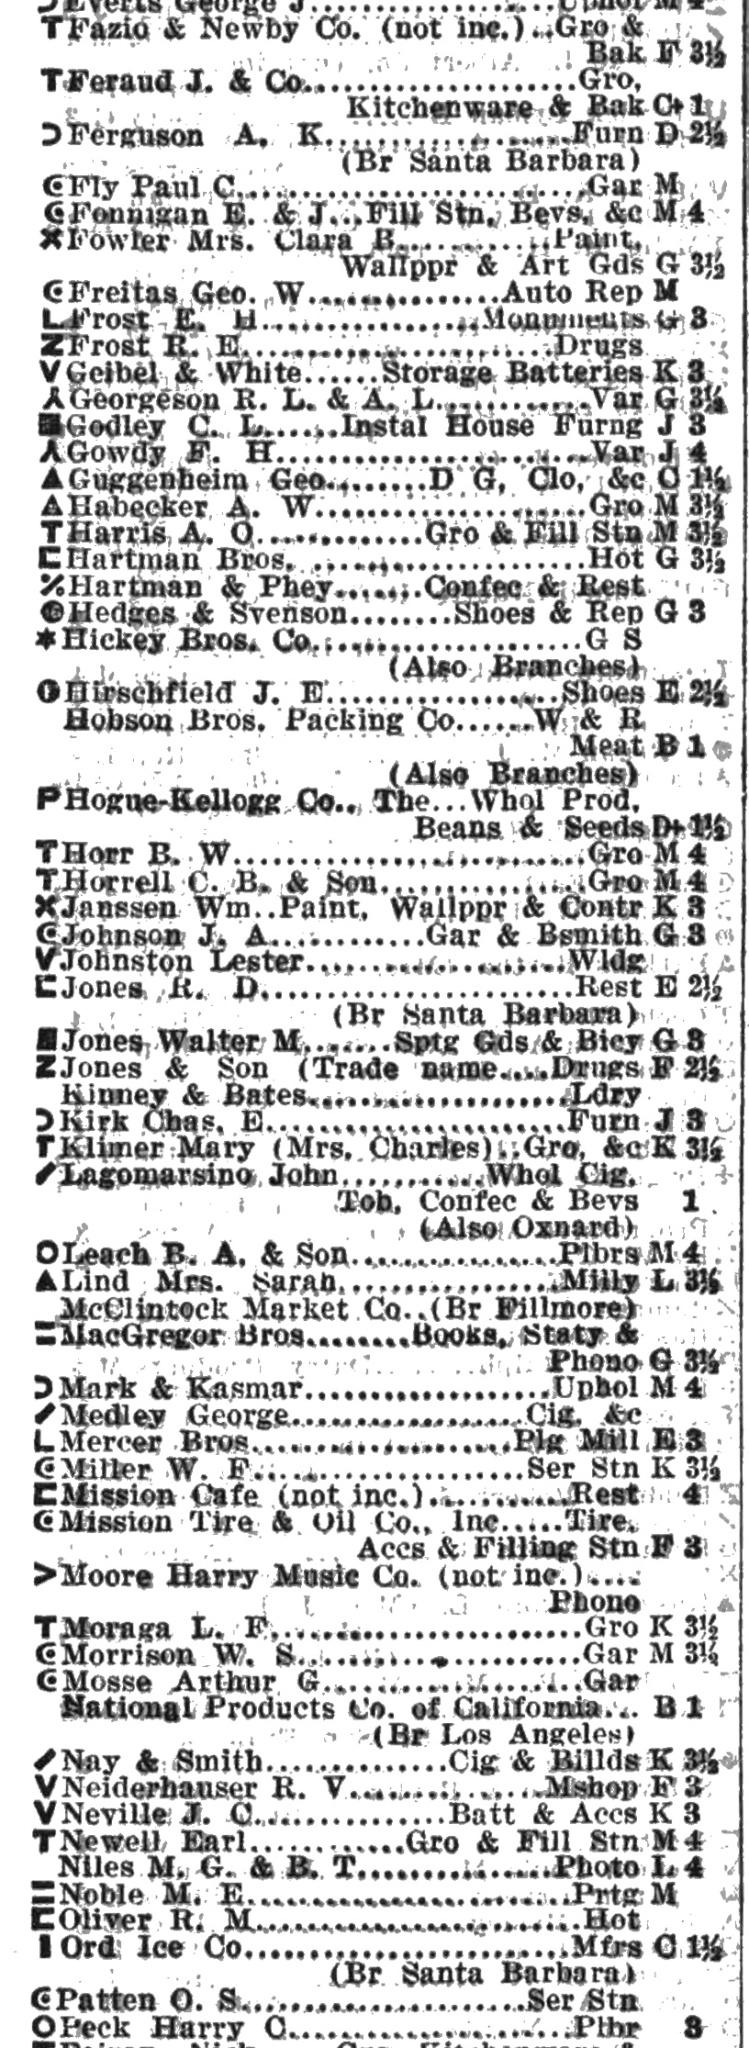 Everts George J.......................Uphol M 4
T Fazio & Newby Co. (not inc.)..Gro &
Bak F 3½
T Feraud J. & Co......................Gro,
Kitchenware & Bak C+ 1
Ferguson A. K....................Furn D 2½
(Br Santa Barbara)
Fly Paul C..........................Gar M
Fonnigan E. & J...Fill Stn, Bevs, &c M 4
Fowler Mrs. Clara B...........Paint,
Wallppr & Art Gds G 3½
Freitas Geo. W...............Auto Rep M
L Frost E. H.................Monuments G 3
Z Frost R. E........................Drugs
V Geibel & White......Storage Batteries K 3
Georgeson R. L. & A. L............Var G 3½
Godley C. L......Instal House Furng J 3
Gowdy F. H........................Var J 4
▲ Guggenheim Geo........D G, Clo, &c C 1½
Habecker A. W....................Gro M 3½
T Harris A. O.............Gro & Fill Stn M 3½
Hartman Bros. ....................Hot G 3½
% Hartman & Phey.......Confec & Rest
Hedges & Svenson........Shoes & Rep G 3
* Hickey Bros. Co.....................G S
(Also Branches)
Hirschfield J. E.................Shoes E 2½
Hobson Bros. Packing Co......W & R
Meat B 1
(Also Branches)
P Hogue-Kellogg Co., The...Whol Prod,
Beans & Seeds D+ 1½
T Horr B. W..........................Gro M 4
T Horrell C. B. & Son...............Gro M 4
Janssen Wm..Paint, Wallppr & Contr K 3
Johnson J. A............Gar & Bsmith G 3
V Johnston Lester...................Wldg
Jones R. D.......................Rest E 2½
(Br Santa Barbara)
Jones Walter M.......Sptg Gds & Bicy G 3
Z Jones & Son (Trade name....Drugs F 2½
Kinney & Bates....................Ldry
Kirk Chas. E.....................Furn J 3
T Klimer Mary (Mrs. Charles)..Gro, &c K 3½
Lagomarsino John...........Whol Cig,
Tob, Confec & Bevs 1
(Also Oxnard)
O Leach B. A. & Son...............Plbrs M 4
▲ Lind Mrs. Sarah................Milly L 3½
McClintock Market Co..(Br Fillmore)
MacGregor Bros........Books, Staty &
Phono G 3½
Mark & Kasmar..................Uphol M 4
Medley George.................Cig, &c
L Mercer Bros...................Plg Mill E 3
Miller W. F...................Ser Stn K 3½
Mission Cafe (not inc.)..........Rest 4
Mission Tire & Oil Co., Inc.....Tire,
Accs & Filling Stn F 3
> Moore Harry Music Co. (not inc.)....
Phono
T Moraga L. F.......................Gro K 3½
Morrison W. S....................Gar M 3½
Mosse Arthur G...................Gar
National Products Co. of California... B 1
(Br Los Angeles)
Nay & Smith..............Cig & Billds K 3½
V Neiderhauser R. V.............Mshop F 3
V Neville J. C..............Batt & Accs K 3
T Newell Earl............Gro & Fill Stn M 4
Niles M. G. & B. T..............Photo L 4
Noble M. E.......................Prtg M
Oliver R. M.......................Hot
Ord Ice Co.......................Mfrs C 1½
(Br Santa Barbara)
Patten O. S...................Ser Stn
O Peck Harry C...................Plbr 3